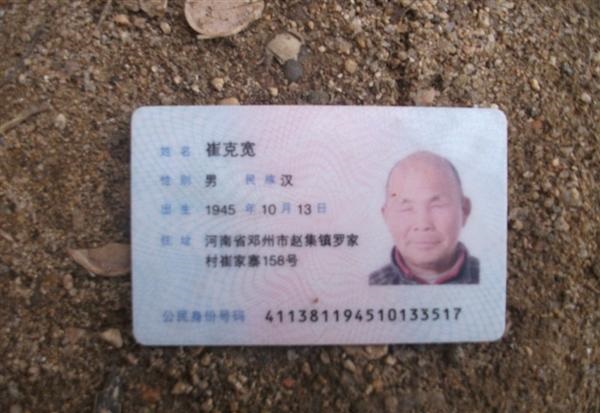 姓名 崔克宽
性别 男 民族 汉
出生 1945 年 10 月 13 日
住址 河南省邓州市赵集镇罗家
村崔家寨158号
公民身份号码 411381194510133517